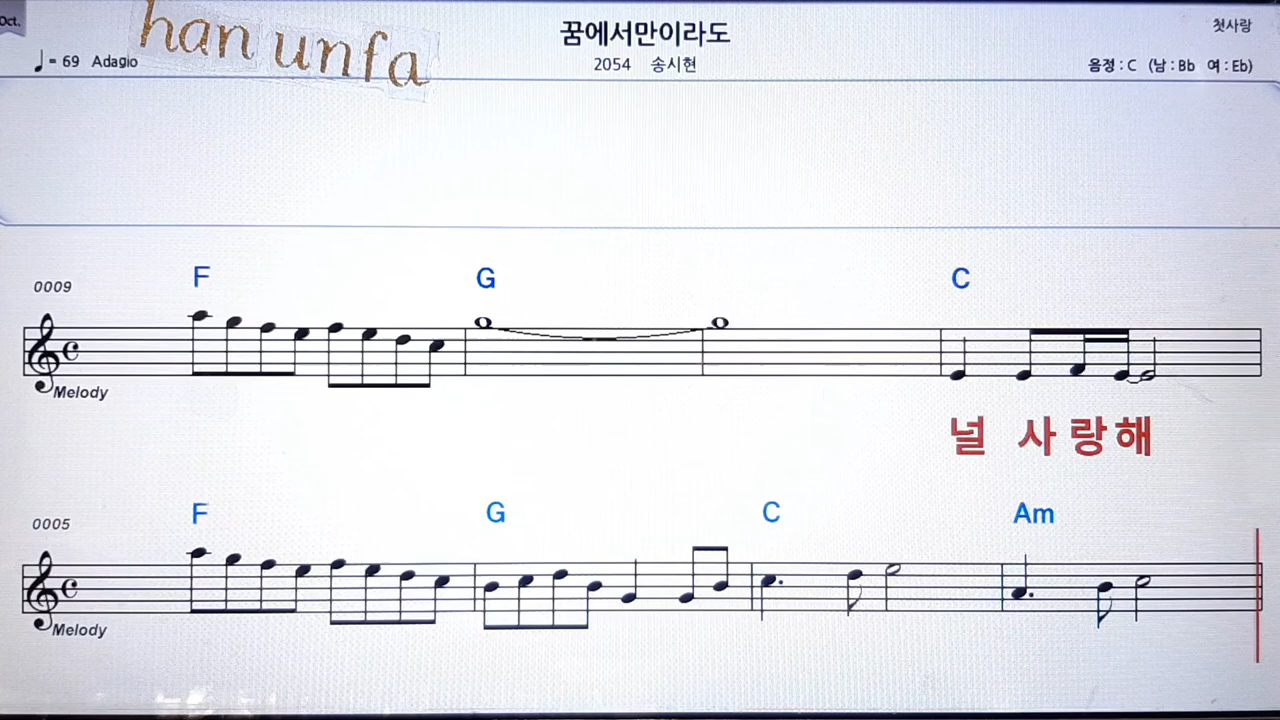 Oct.
han unfa
꿈에서만이라도
첫사랑
♩= 69 Adagio
2054 송시현
음정 : C (남 : Bb 여 : Eb)
F G C
0009
Melody
널 사랑해
F G C Am
0005
Melody